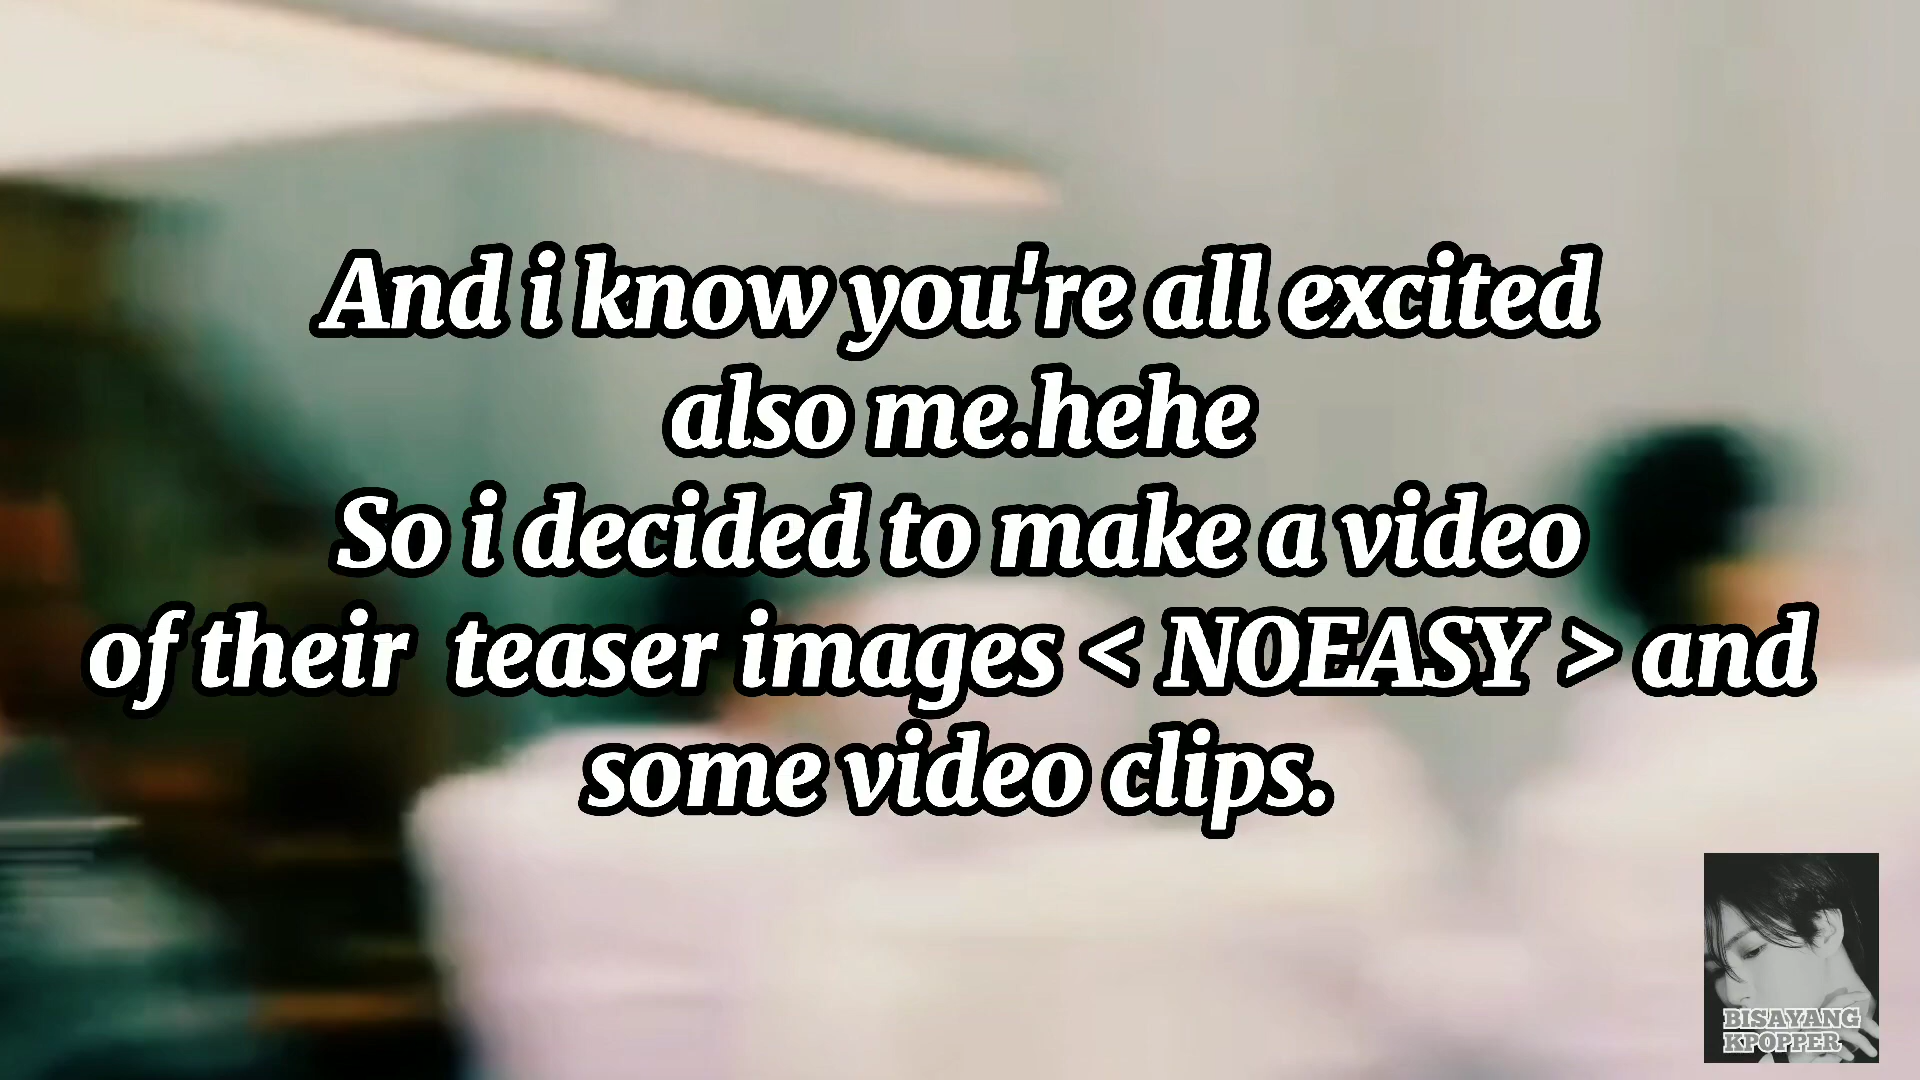 And i know you're all excited
also me.hehe
So i decided to make a video
of their  teaser images < NOEASY > and
some video clips.
BISAYANG
KPOPPER